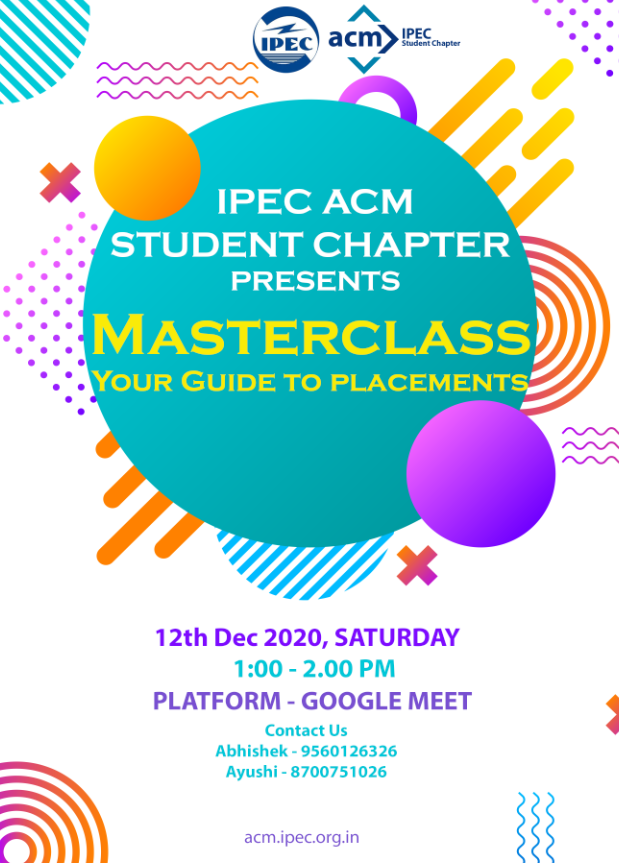 IPEC
acm
IPEC
Student Chapter
IPEC ACM
STUDENT CHAPTER
PRESENTS
MASTERCLASS
YOUR GUIDE TO PLACEMENTS
12th Dec 2020, SATURDAY
1:00 - 2.00 PM
PLATFORM - GOOGLE MEET
Contact Us
Abhishek - 9560126326
Ayushi - 8700751026
acm.ipec.org.in